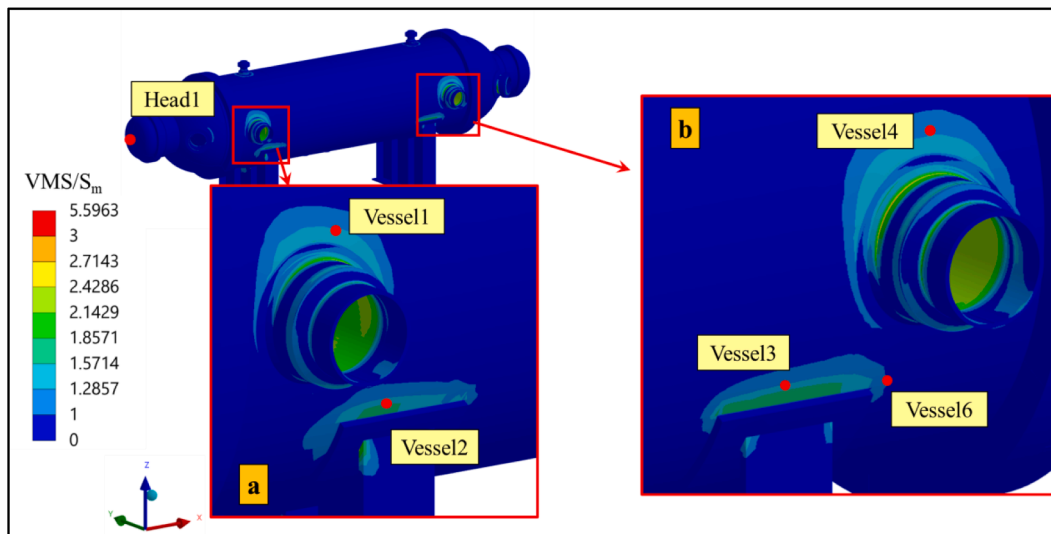 Head1
VMS/Sm
5.5963
3
2.7143
2.4286
2.1429
1.8571
1.5714
1.2857
1
0
Z
Y
X
Vessel1
Vessel2
a
b
Vessel4
Vessel3
Vessel6